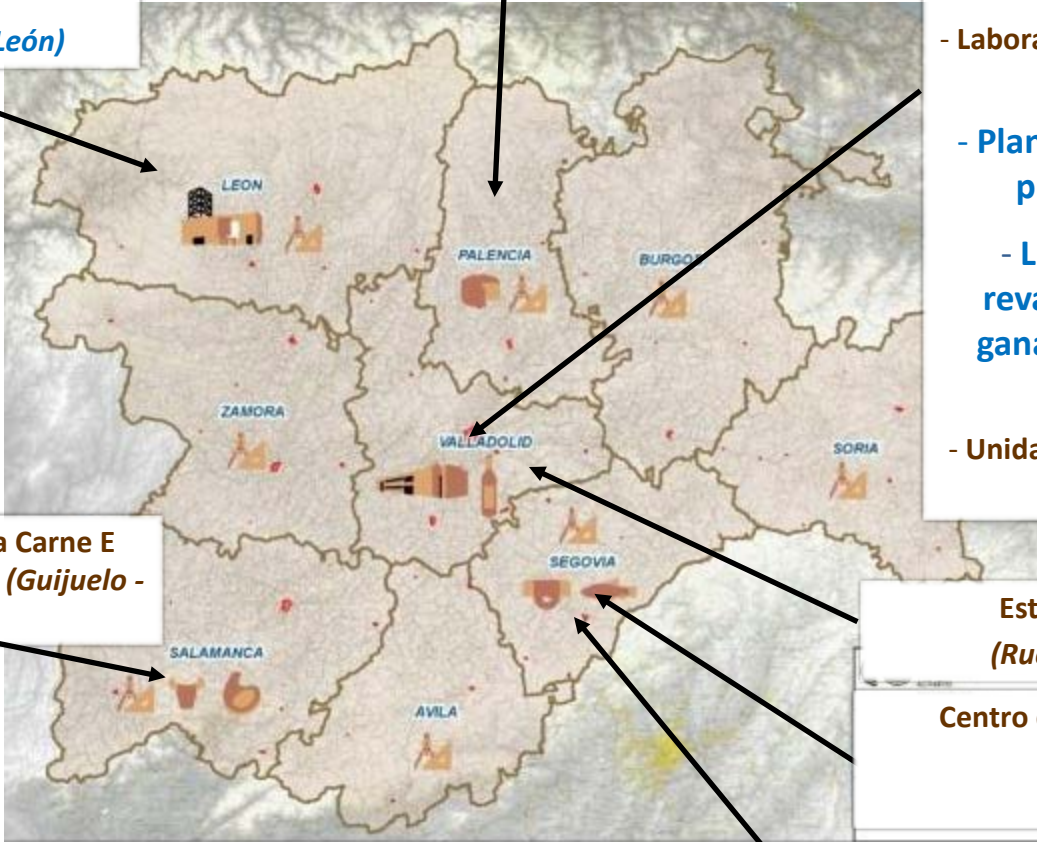 León)
- Labora
- Plan
p
- L
reva
gana
- Unida
LEON
PALENCIA
BURGOS
ZAMORA
VALLADOLID
SORIA
a Carne E
(Guijuelo -
SEGOVIA
SALAMANCA
AVILA
Est
(Rue
Centro